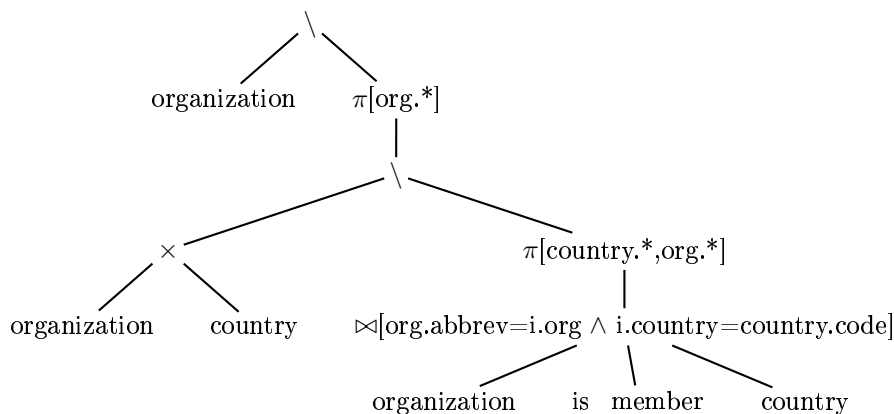 \
organization π[org.*]
\
× π[country.*,org.*]
organization country ⋈[org.abbrev=i.org ∧ i.country=country.code]
organization is member country